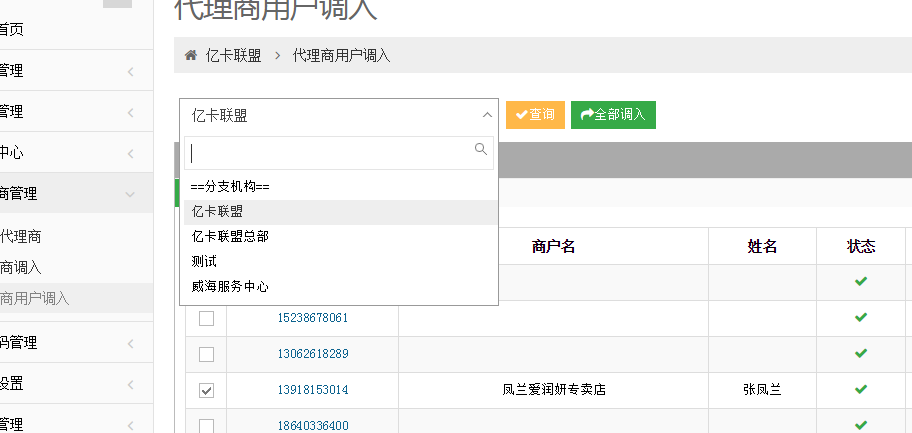 代理商用户调入
首页
亿卡联盟 > 代理商用户调入
管理
管理
中心
商管理
代理商
商调入
商用户调入
码管理
设置
管理
亿卡联盟
查询
全部调入
==分支机构==
亿卡联盟
亿卡联盟总部
测试
威海服务中心
商户名 姓名 状态
15238678061
13062618289
13918153014 凤兰爱润妍专卖店 张凤兰
18640336400